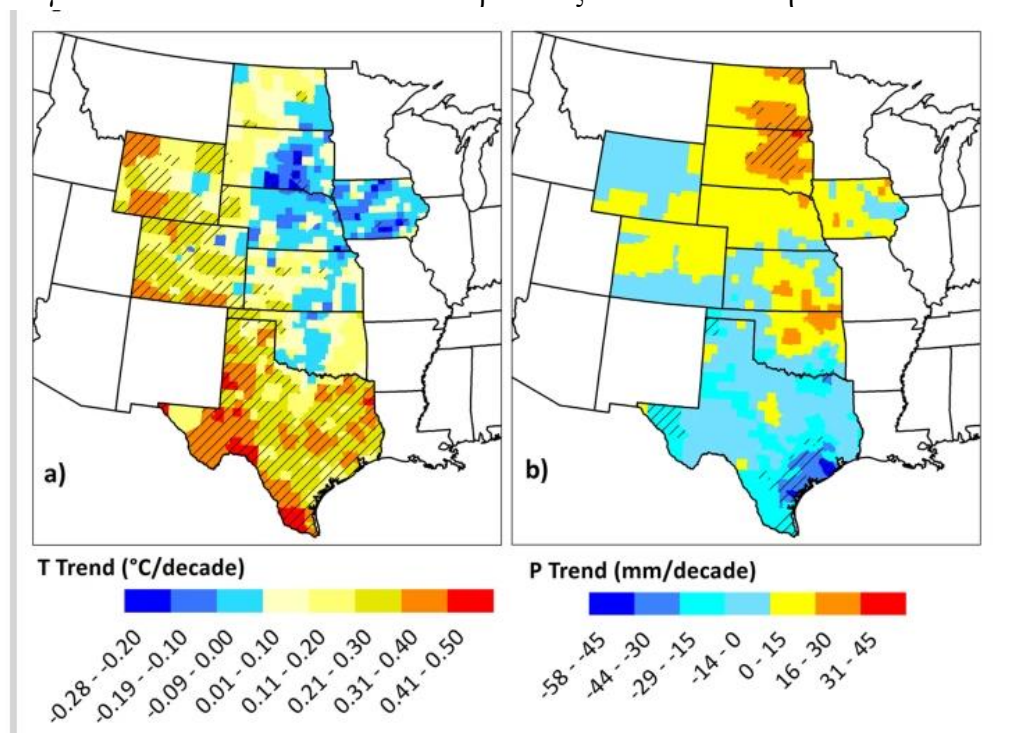 a)
b)
T Trend (°C/decade)
-0.28 - -0.20
-0.19 - -0.10
-0.09 - 0.00
0.01 - 0.10
0.11 - 0.20
0.21 - 0.30
0.31 - 0.40
0.41 - 0.50
P Trend (mm/decade)
-58 - -45
-44 - -30
-29 - -15
-14 - 0
0 - 15
16 - 30
31 - 45